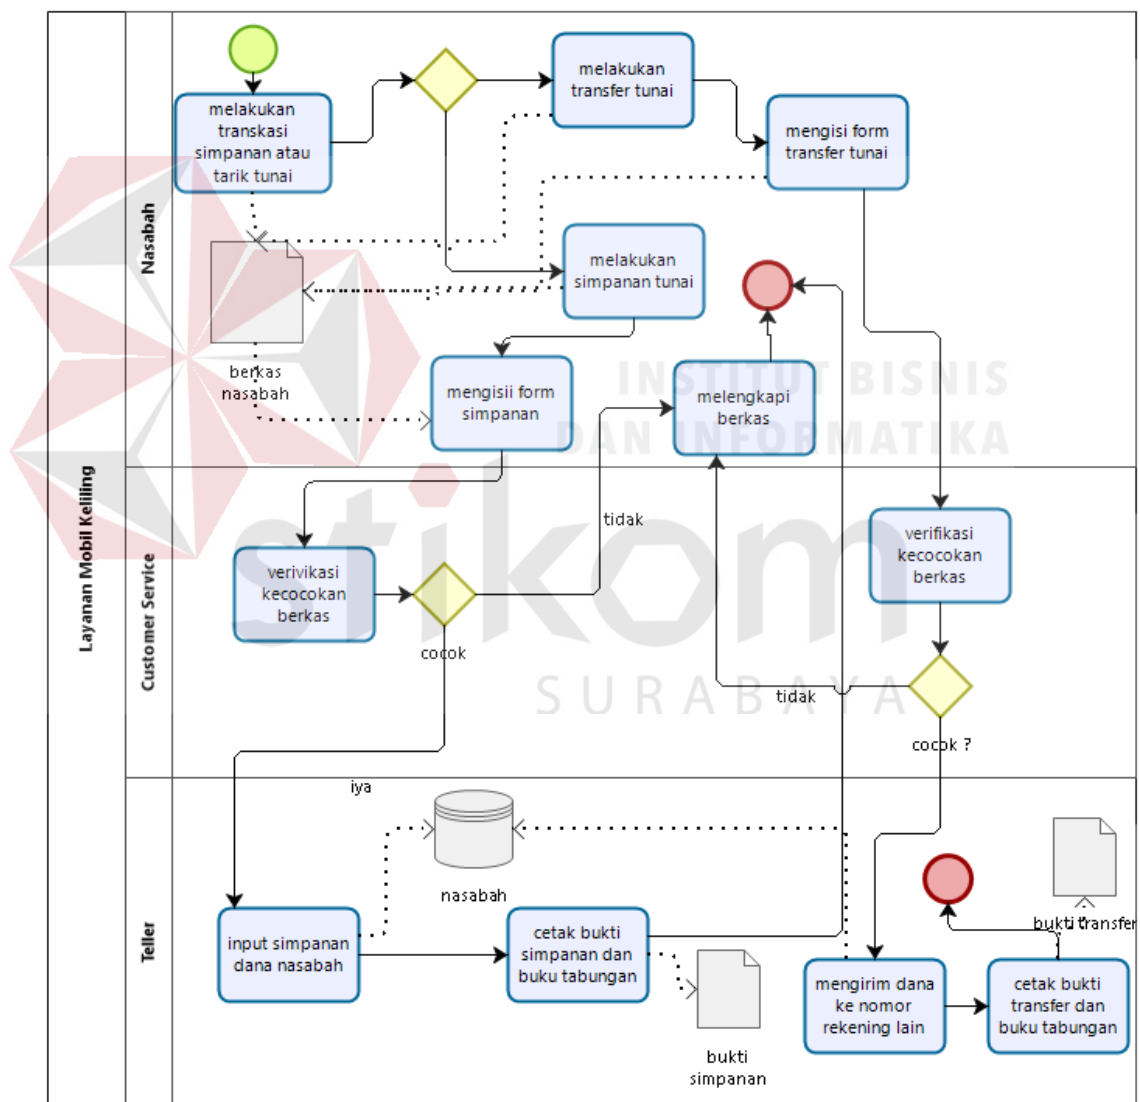 Layanan Mobil Keliling
Nasabah
melakukan
transkasi
simpanan atau
tarik tunai
melakukan
transfer tunai
mengisi form
transfer tunai
melakukan
simpanan tunai
berkas
nasabah
mengisii form
simpanan
melengkapi
berkas
INSTITUT BISNIS
DAN INFORMATIKA
stikom
SURABAYA
Customer Service
verivikasi
kecocokan
berkas
cocok
tidak
verifikasi
kecocokan
berkas
tidak
cocok ?
iya
Teller
nasabah
input simpanan
dana nasabah
cetak bukti
simpanan dan
buku tabungan
bukti
simpanan
mengirim dana
ke nomor
rekening lain
bukti transfer
cetak bukti
transfer dan
buku tabungan